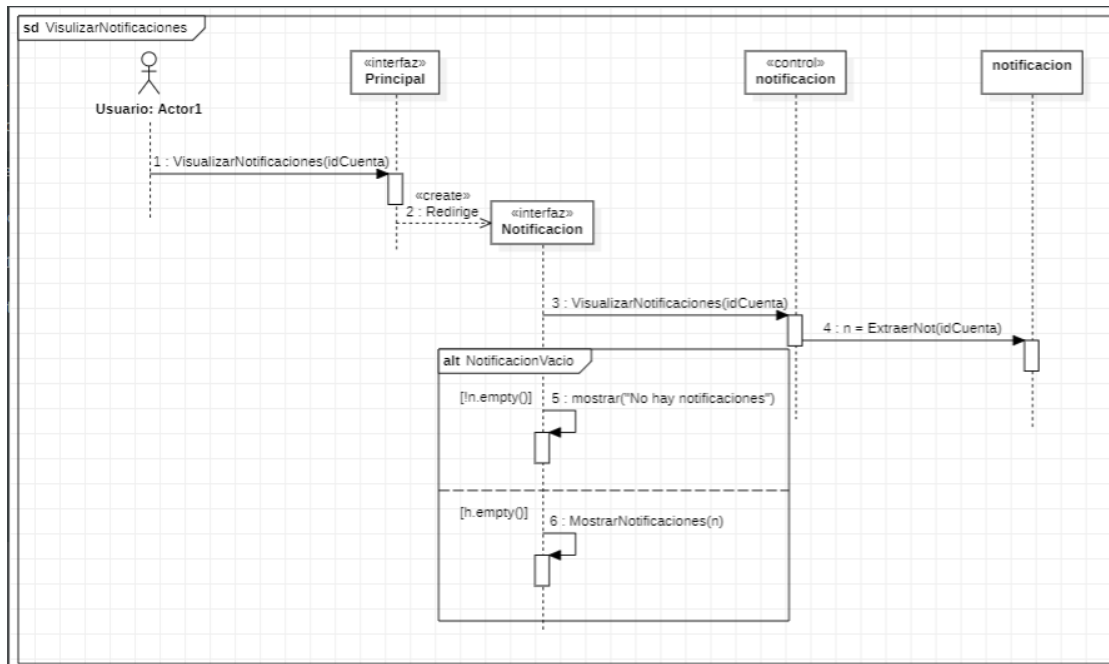 sd VisulizarNotificaciones
Usuario: Actor1
«interfaz»
Principal
«control»
notificacion
notificacion
1 : VisualizarNotificaciones(idCuenta)
«create»
2 : Redirige
«interfaz»
Notificacion
3 : VisualizarNotificaciones(idCuenta)
4 : n = ExtraerNot(idCuenta)
alt NotificacionVacio
[!n.empty()]
5 : mostrar("No hay notificaciones")
[h.empty()]
6 : MostrarNotificaciones(n)